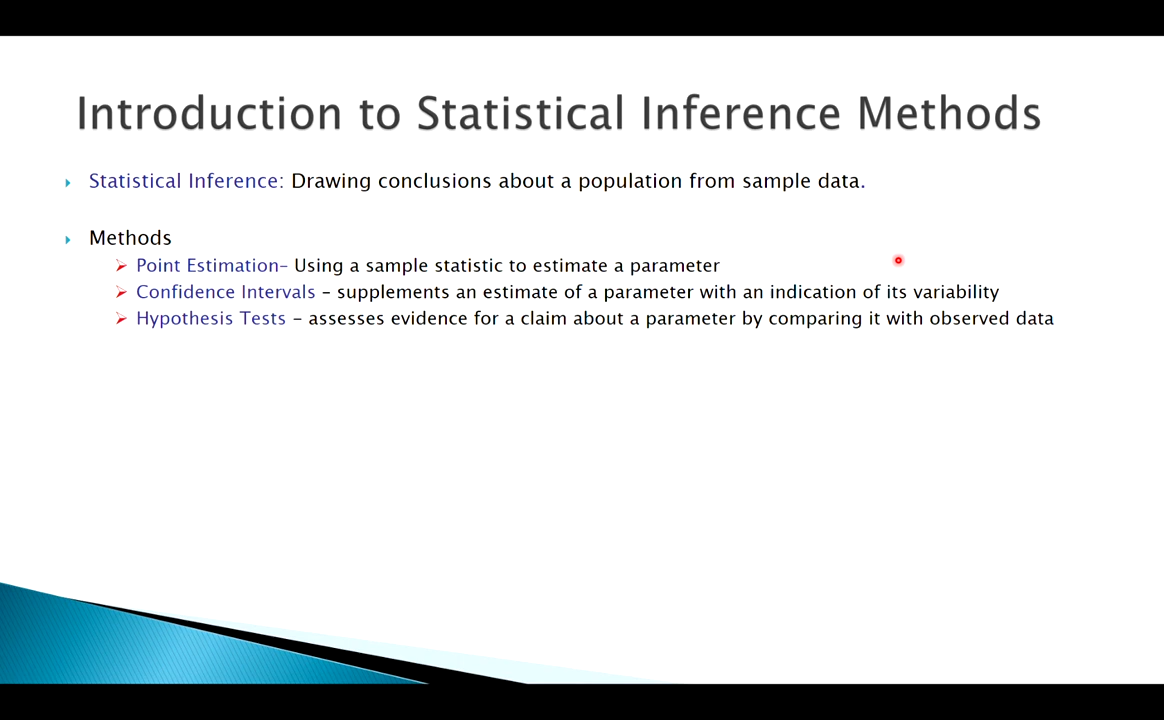 Introduction to Statistical Inference Methods
Statistical Inference: Drawing conclusions about a population from sample data.
Methods
Point Estimation– Using a sample statistic to estimate a parameter
Confidence Intervals – supplements an estimate of a parameter with an indication of its variability
Hypothesis Tests – assesses evidence for a claim about a parameter by comparing it with observed data